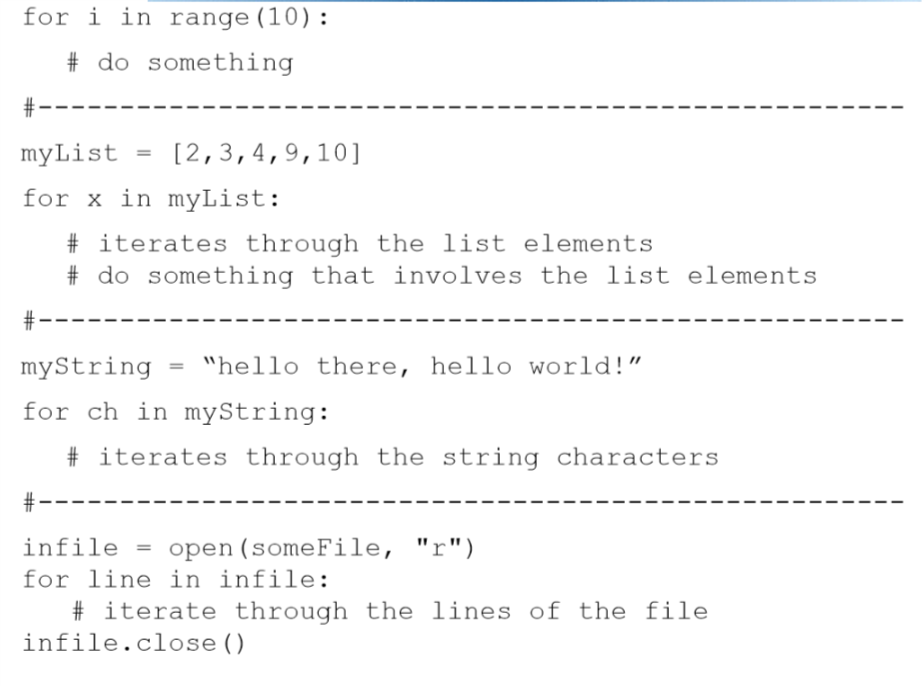 for i in range(10):
# do something
#-----------------------------------------------------
myList = [2,3,4,9,10]
for x in myList:
# iterates through the list elements
# do something that involves the list elements
#-----------------------------------------------------
myString = “hello there, hello world!”
for ch in myString:
# iterates through the string characters
#-----------------------------------------------------
infile = open(someFile, "r")
for line in infile:
# iterate through the lines of the file
infile.close()